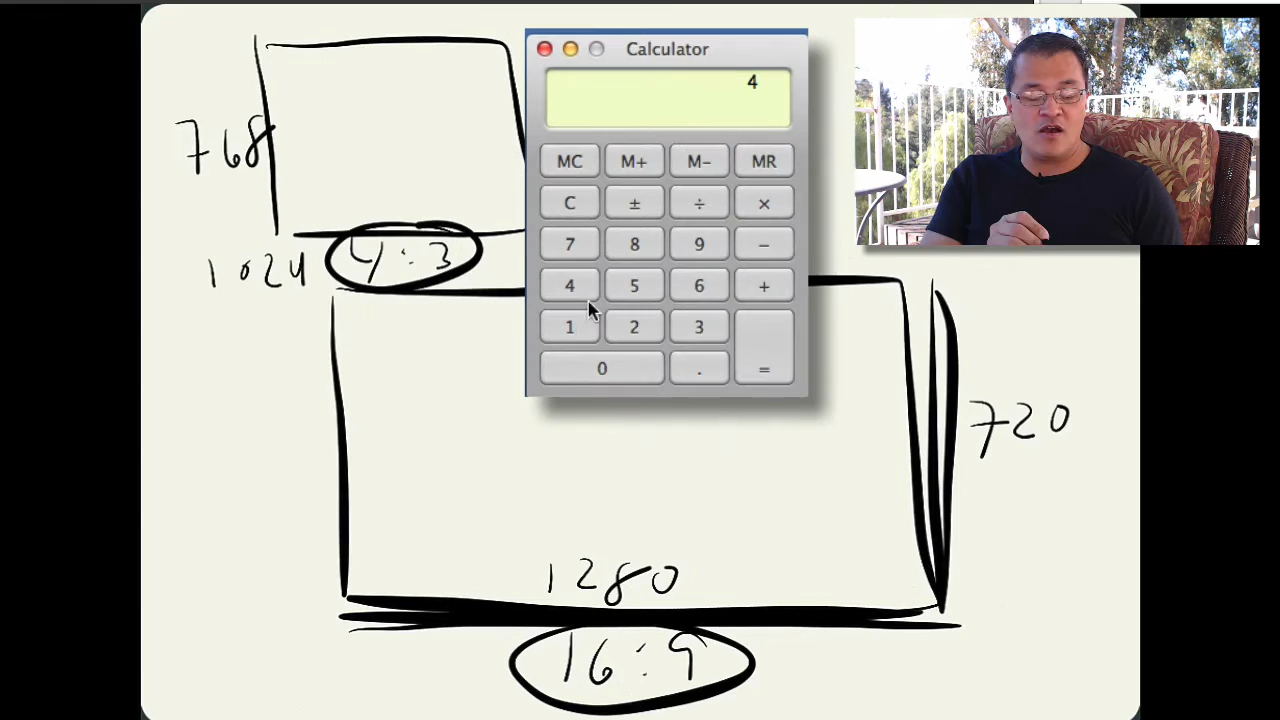 768
1024
4:3
Calculator
4
MC M+ M− MR
C ± ÷ ×
7 8 9 −
4 5 6 +
1 2 3
0 . =
720
1280
16:9